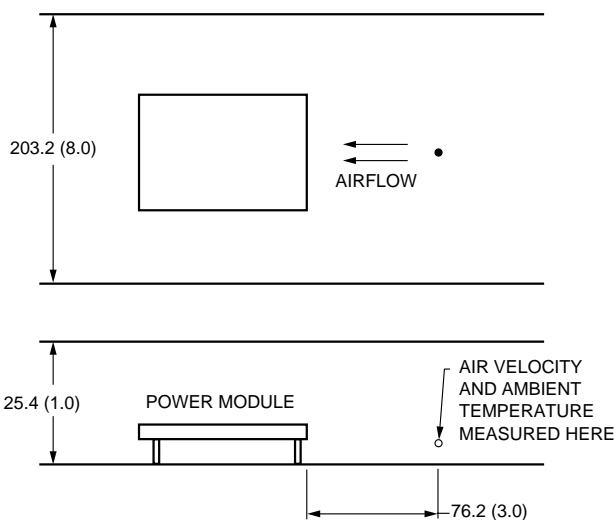 203.2 (8.0)
AIRFLOW
25.4 (1.0)
POWER MODULE
AIR VELOCITY
AND AMBIENT
TEMPERATURE
MEASURED HERE
76.2 (3.0)